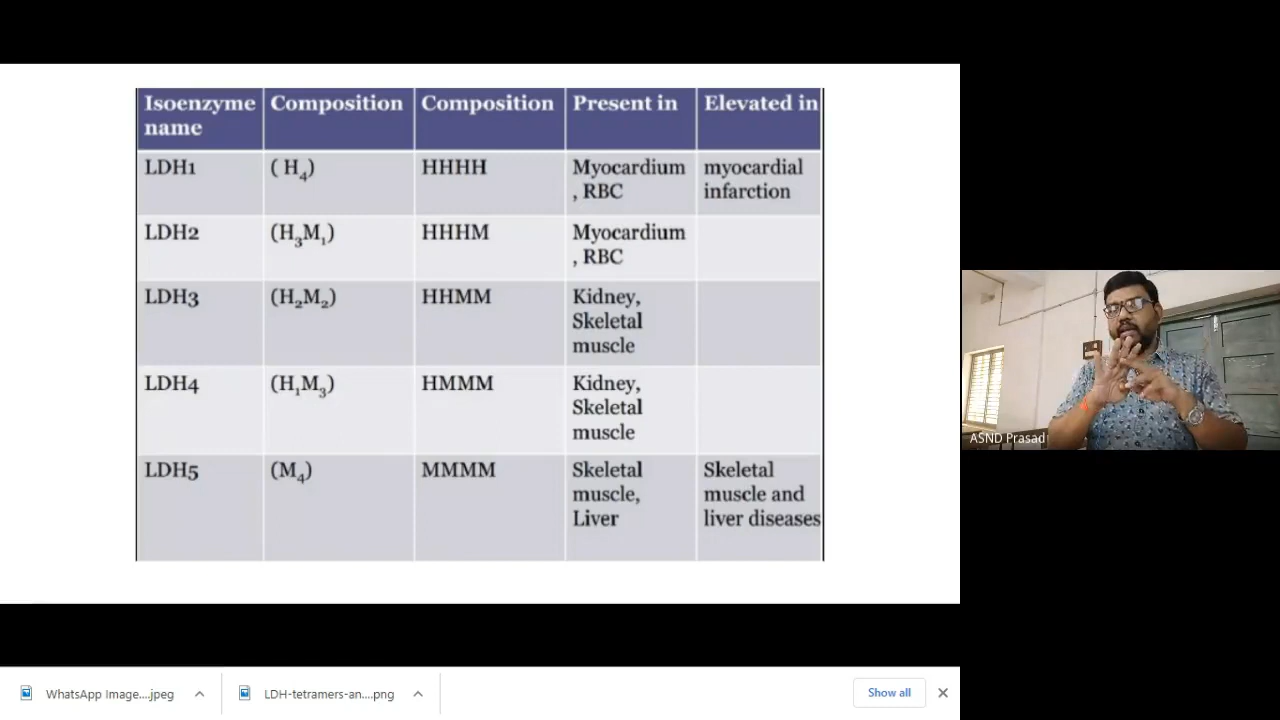 Isoenzyme name
Composition
Composition
Present in
Elevated in
LDH1
( H₄)
HHHH
Myocardium
, RBC
myocardial
infarction
LDH2
(H₃M₁)
HHHM
Myocardium
, RBC
LDH3
(H₂M₂)
HHMM
Kidney,
Skeletal
muscle
LDH4
(H₁M₃)
HMMM
Kidney,
Skeletal
muscle
LDH5
(M₄)
MMMM
Skeletal
muscle,
Liver
Skeletal
muscle and
liver diseases
ASND Prasad
WhatsApp Image....jpeg
LDH-tetramers-an....png
Show all